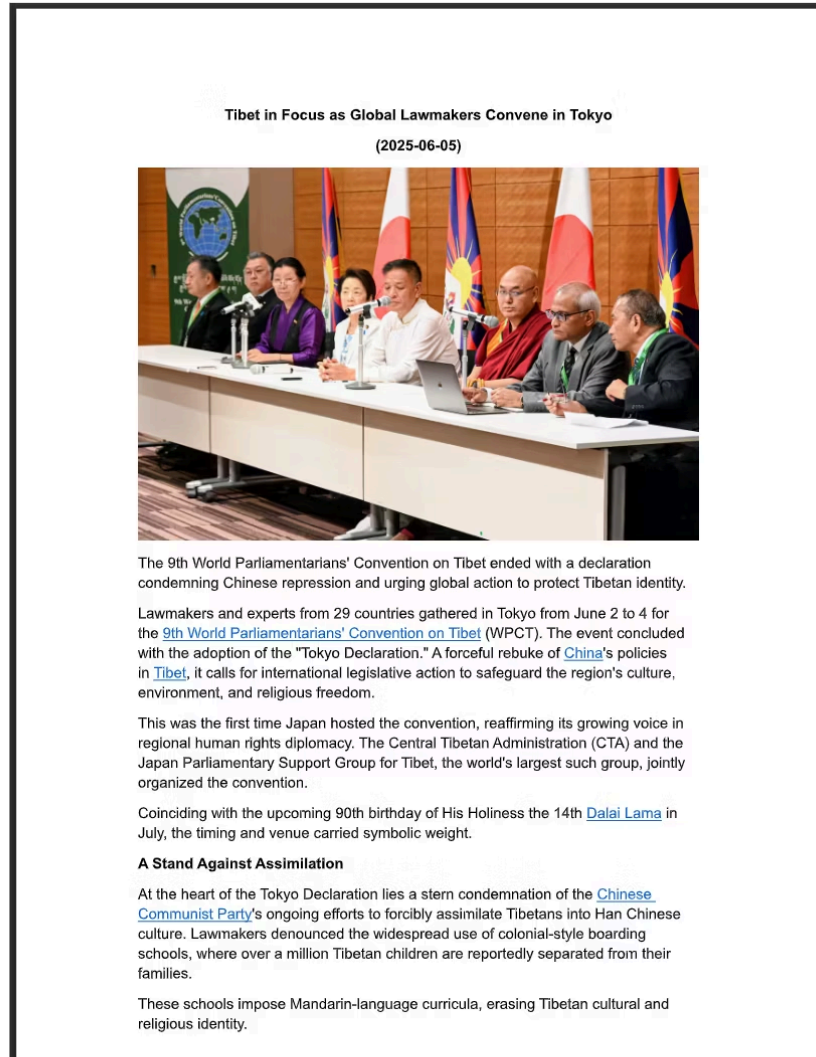 Tibet in Focus as Global Lawmakers Convene in Tokyo
(2025-06-05)
The 9th World Parliamentarians' Convention on Tibet ended with a declaration
condemning Chinese repression and urging global action to protect Tibetan identity.
Lawmakers and experts from 29 countries gathered in Tokyo from June 2 to 4 for
the 9th World Parliamentarians' Convention on Tibet (WPCT). The event concluded
with the adoption of the "Tokyo Declaration." A forceful rebuke of China's policies
in Tibet, it calls for international legislative action to safeguard the region's culture,
environment, and religious freedom.
This was the first time Japan hosted the convention, reaffirming its growing voice in
regional human rights diplomacy. The Central Tibetan Administration (CTA) and the
Japan Parliamentary Support Group for Tibet, the world's largest such group, jointly
organized the convention.
Coinciding with the upcoming 90th birthday of His Holiness the 14th Dalai Lama in
July, the timing and venue carried symbolic weight.
A Stand Against Assimilation
At the heart of the Tokyo Declaration lies a stern condemnation of the Chinese
Communist Party's ongoing efforts to forcibly assimilate Tibetans into Han Chinese
culture. Lawmakers denounced the widespread use of colonial-style boarding
schools, where over a million Tibetan children are reportedly separated from their
families.
These schools impose Mandarin-language curricula, erasing Tibetan cultural and
religious identity.